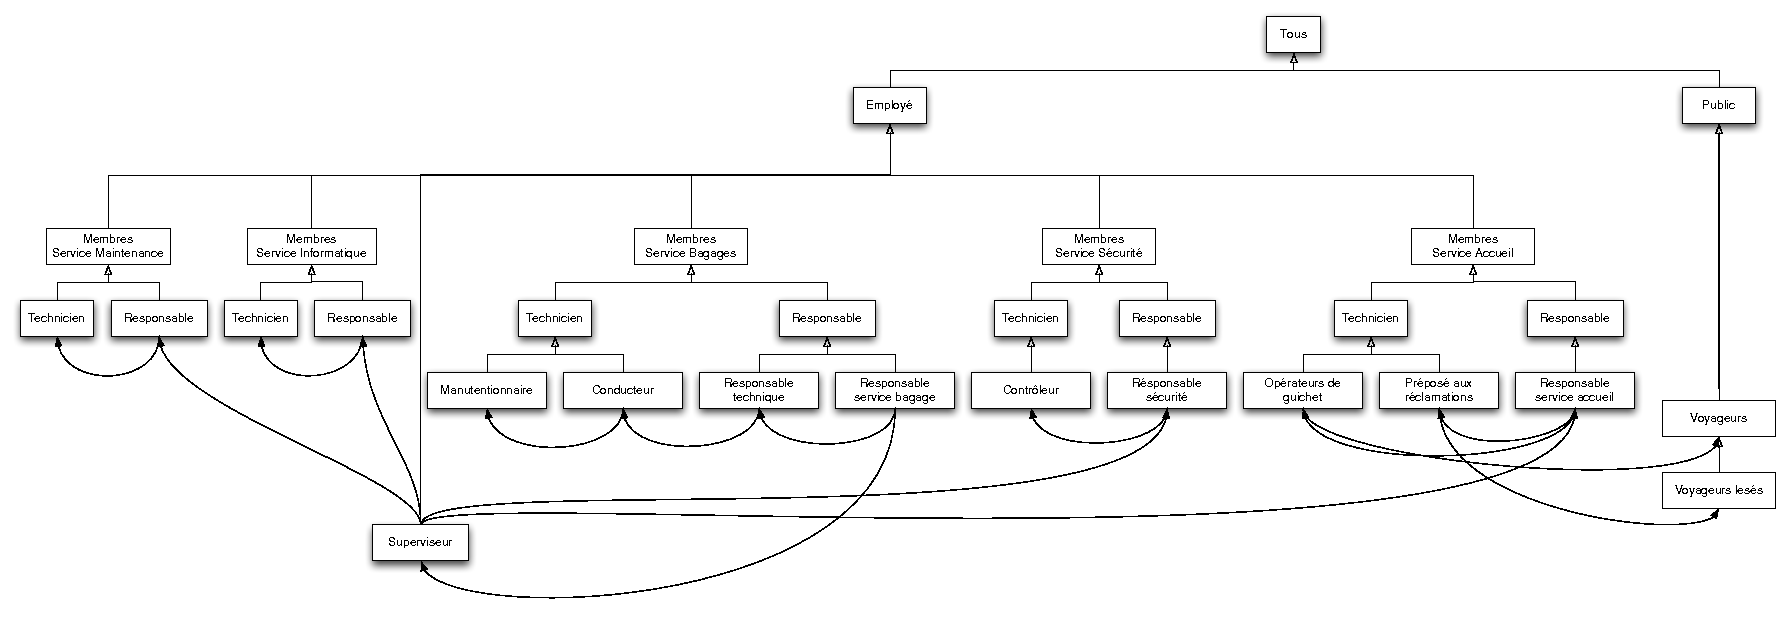 Tous
Employé
Public
Membres
Service Maintenance
Membres
Service Informatique
Membres
Service Bagages
Membres
Service Sécurité
Membres
Service Accueil
Technicien
Responsable
Technicien
Responsable
Technicien
Responsable
Technicien
Responsable
Technicien
Responsable
Manutentionnaire
Conducteur
Responsable
technique
Responsable
service bagage
Contrôleur
Résponsable
sécurité
Opérateurs de
guichet
Préposé aux
réclamations
Responsable
service accueil
Voyageurs
Voyageurs lesés
Superviseur